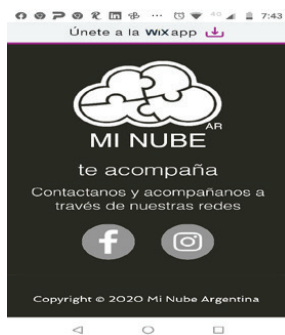 7:43
Únete a la WiXapp
AR
MI NUBE
te acompaña
Contactanos y acompañanos a
través de nuestras redes
Copyright © 2020 Mi Nube Argentina